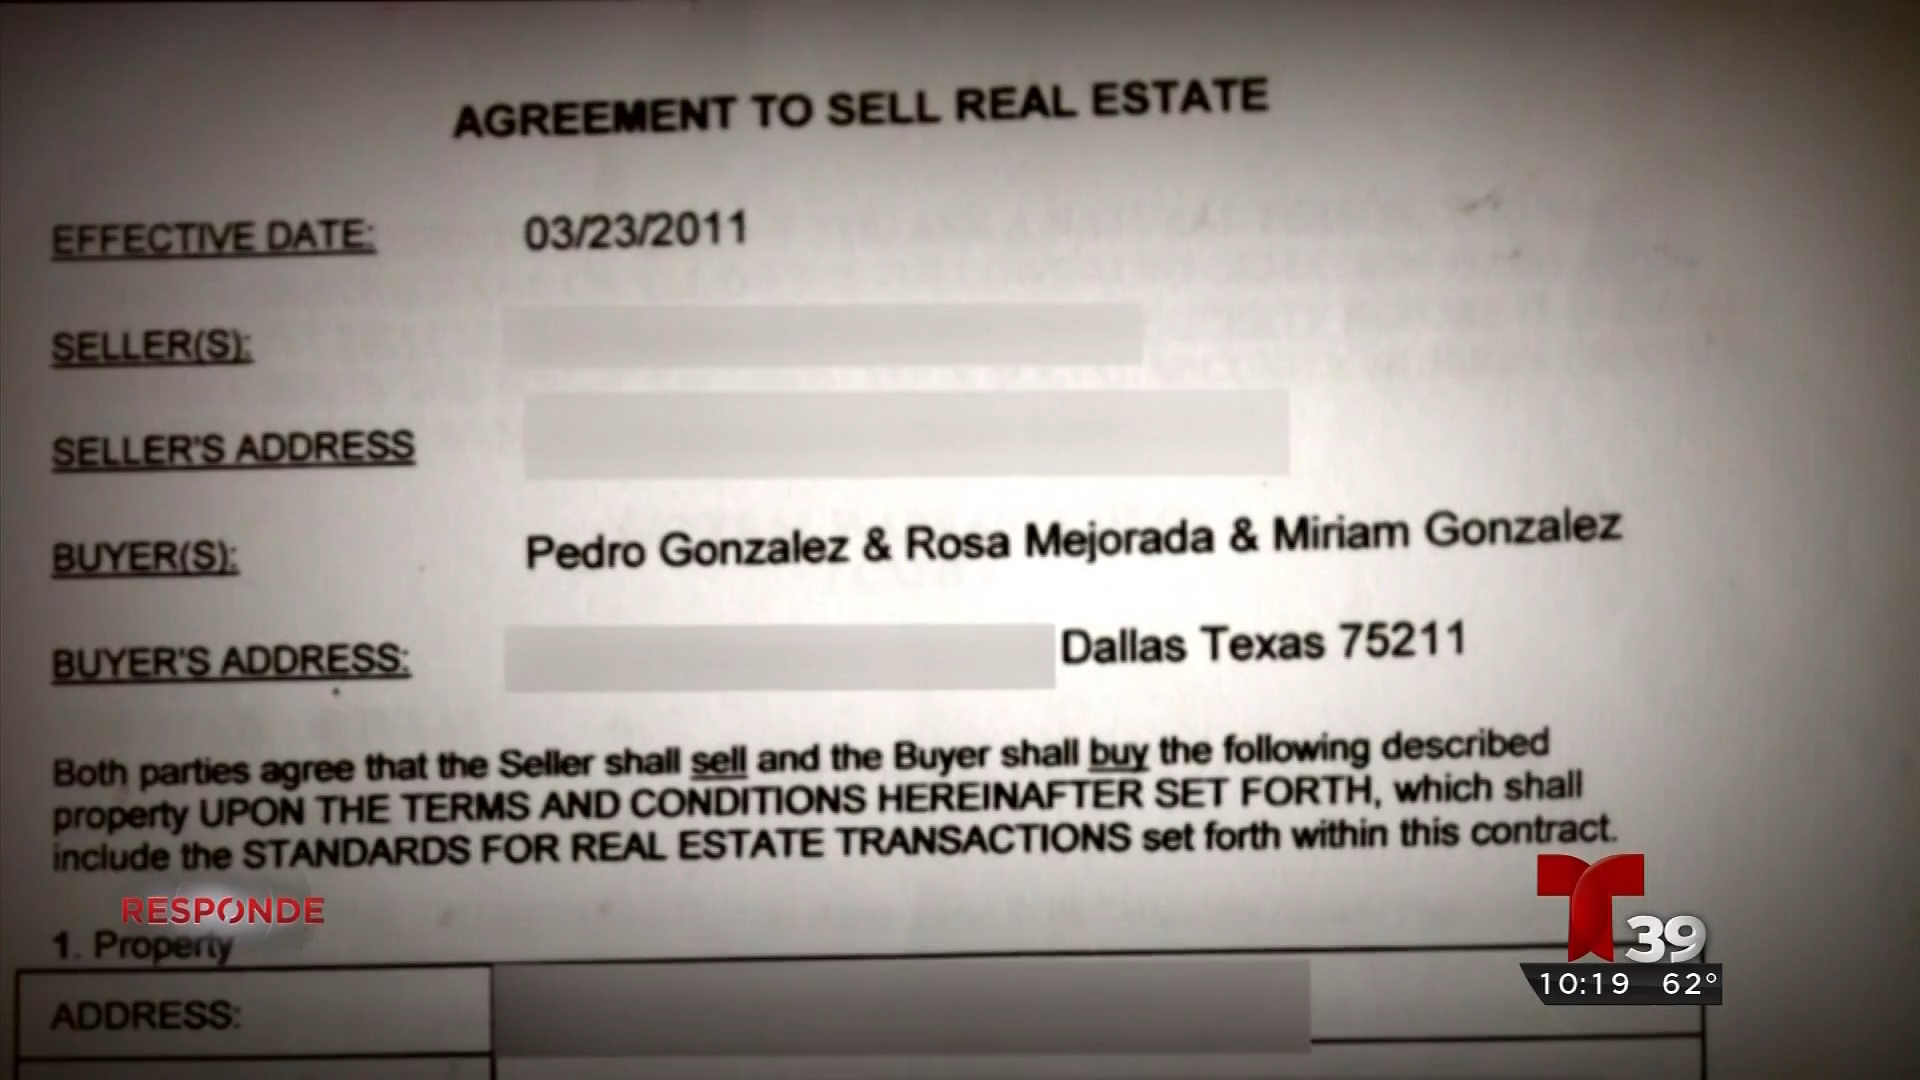 AGREEMENT TO SELL REAL ESTATE
EFFECTIVE DATE: 03/23/2011
SELLER(S):
SELLER'S ADDRESS
BUYER(S): Pedro Gonzalez & Rosa Mejorada & Miriam Gonzalez
BUYER'S ADDRESS: Dallas Texas 75211
Both parties agree that the Seller shall sell and the Buyer shall buy the following described
property UPON THE TERMS AND CONDITIONS HEREINAFTER SET FORTH, which shall
include the STANDARDS FOR REAL ESTATE TRANSACTIONS set forth within this contract.
RESPONDE
1. Property
ADDRESS:
T 39
10:19 62°